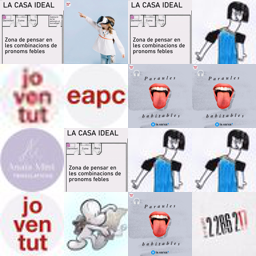 LA CASA IDEAL
Zona de pensar en
les combinacions de
pronoms febles
LA CASA IDEAL
Zona de pensar en
les combinacions de
pronoms febles
jo
ven
tut
eapc
Paraules
habitables
Paraules
habitables
LA CASA IDEAL
Zona de pensar en
les combinacions de
pronoms febles
jo
ven
tut
Paraules
habitables
2286217